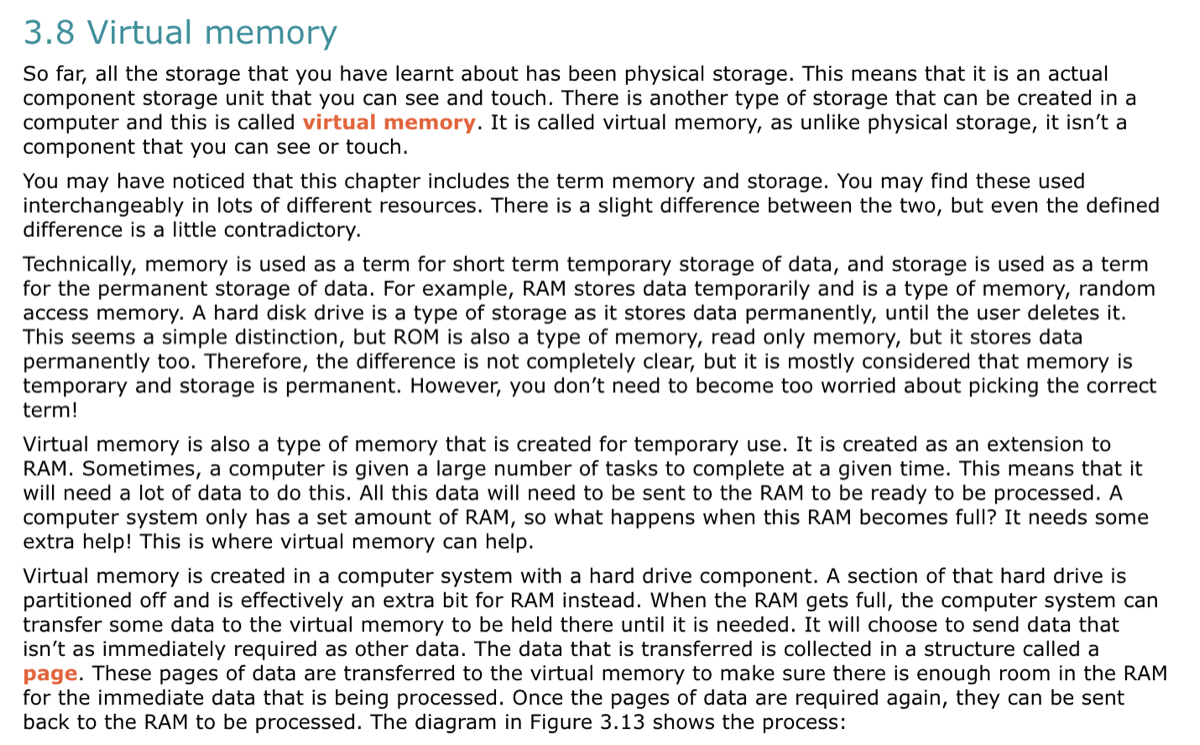 3.8 Virtual memory
So far, all the storage that you have learnt about has been physical storage. This means that it is an actual
component storage unit that you can see and touch. There is another type of storage that can be created in a
computer and this is called virtual memory. It is called virtual memory, as unlike physical storage, it isn’t a
component that you can see or touch.
You may have noticed that this chapter includes the term memory and storage. You may find these used
interchangeably in lots of different resources. There is a slight difference between the two, but even the defined
difference is a little contradictory.
Technically, memory is used as a term for short term temporary storage of data, and storage is used as a term
for the permanent storage of data. For example, RAM stores data temporarily and is a type of memory, random
access memory. A hard disk drive is a type of storage as it stores data permanently, until the user deletes it.
This seems a simple distinction, but ROM is also a type of memory, read only memory, but it stores data
permanently too. Therefore, the difference is not completely clear, but it is mostly considered that memory is
temporary and storage is permanent. However, you don’t need to become too worried about picking the correct
term!
Virtual memory is also a type of memory that is created for temporary use. It is created as an extension to
RAM. Sometimes, a computer is given a large number of tasks to complete at a given time. This means that it
will need a lot of data to do this. All this data will need to be sent to the RAM to be ready to be processed. A
computer system only has a set amount of RAM, so what happens when this RAM becomes full? It needs some
extra help! This is where virtual memory can help.
Virtual memory is created in a computer system with a hard drive component. A section of that hard drive is
partitioned off and is effectively an extra bit for RAM instead. When the RAM gets full, the computer system can
transfer some data to the virtual memory to be held there until it is needed. It will choose to send data that
isn’t as immediately required as other data. The data that is transferred is collected in a structure called a
page. These pages of data are transferred to the virtual memory to make sure there is enough room in the RAM
for the immediate data that is being processed. Once the pages of data are required again, they can be sent
back to the RAM to be processed. The diagram in Figure 3.13 shows the process: